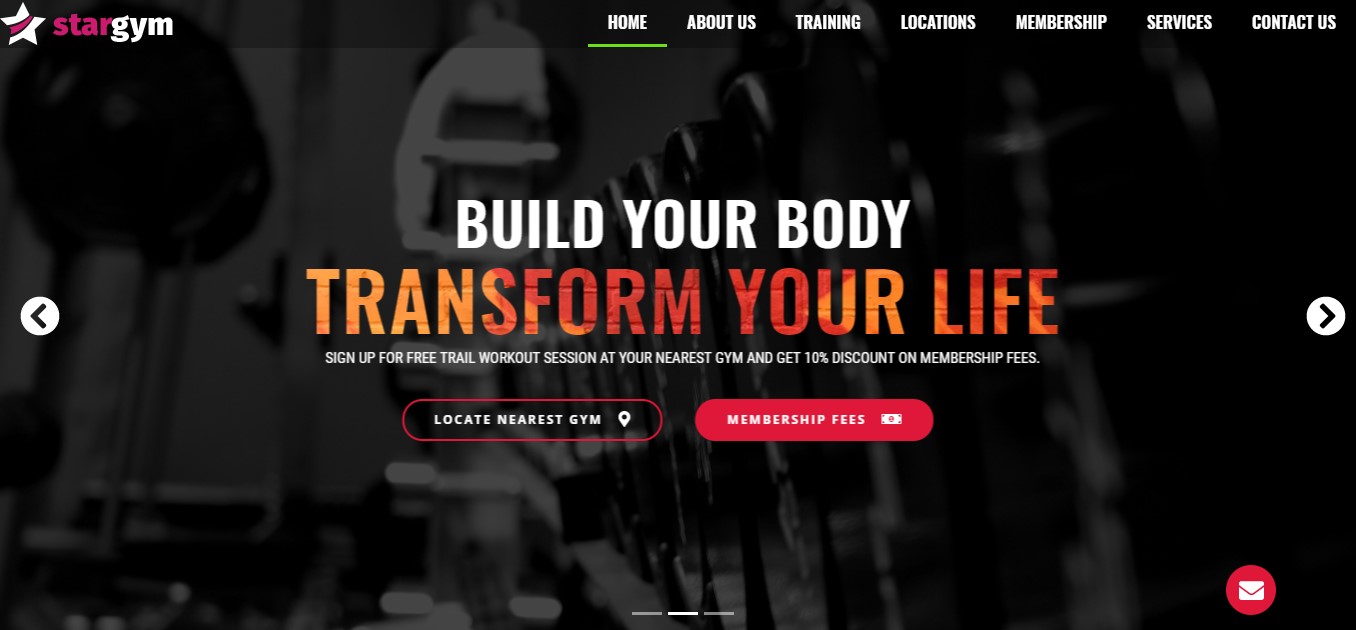 stargym
HOME ABOUT US TRAINING LOCATIONS MEMBERSHIP SERVICES CONTACT US
BUILD YOUR BODY
TRANSFORM YOUR LIFE
SIGN UP FOR FREE TRAIL WORKOUT SESSION AT YOUR NEAREST GYM AND GET 10% DISCOUNT ON MEMBERSHIP FEES.
LOCATE NEAREST GYM
MEMBERSHIP FEES